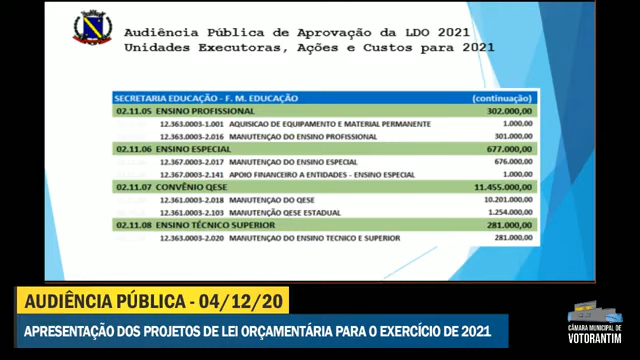 Audiência Pública de Aprovação da LDO 2021
Unidades Executoras, Ações e Custos para 2021
SECRETARIA EDUCAÇÃO - F. M. EDUCAÇÃO (continuação)
02.11.05 ENSINO PROFISSIONAL 302.000,00
12.363.0003-1.001 AQUISICAO DE EQUIPAMENTO E MATERIAL PERMANENTE 1.000,00
12.363.0003-2.016 MANUTENÇAO DO ENSINO PROFISSIONAL 301.000,00
02.11.06 ENSINO ESPECIAL 677.000,00
12.367.0003-2.017 MANUTENÇAO DO ENSINO ESPECIAL 676.000,00
12.367.0003-2.141 APOIO FINANCEIRO A ENTIDADES - ENSINO ESPECIAL 1.000,00
02.11.07 CONVÊNIO QESE 11.455.000,00
12.361.0003-2.018 MANUTENÇAO DO QESE 10.201.000,00
12.361.0003-2.103 MANUTENÇÃO QESE ESTADUAL 1.254.000,00
02.11.08 ENSINO TÉCNICO SUPERIOR 281.000,00
12.363.0003-2.020 MANUTENÇAO DO ENSINO TECNICO E SUPERIOR 281.000,00
AUDIÊNCIA PÚBLICA - 04/12/20
APRESENTAÇÃO DOS PROJETOS DE LEI ORÇAMENTÁRIA PARA O EXERCÍCIO DE 2021
CÂMARA MUNICIPAL DE
VOTORANTIM